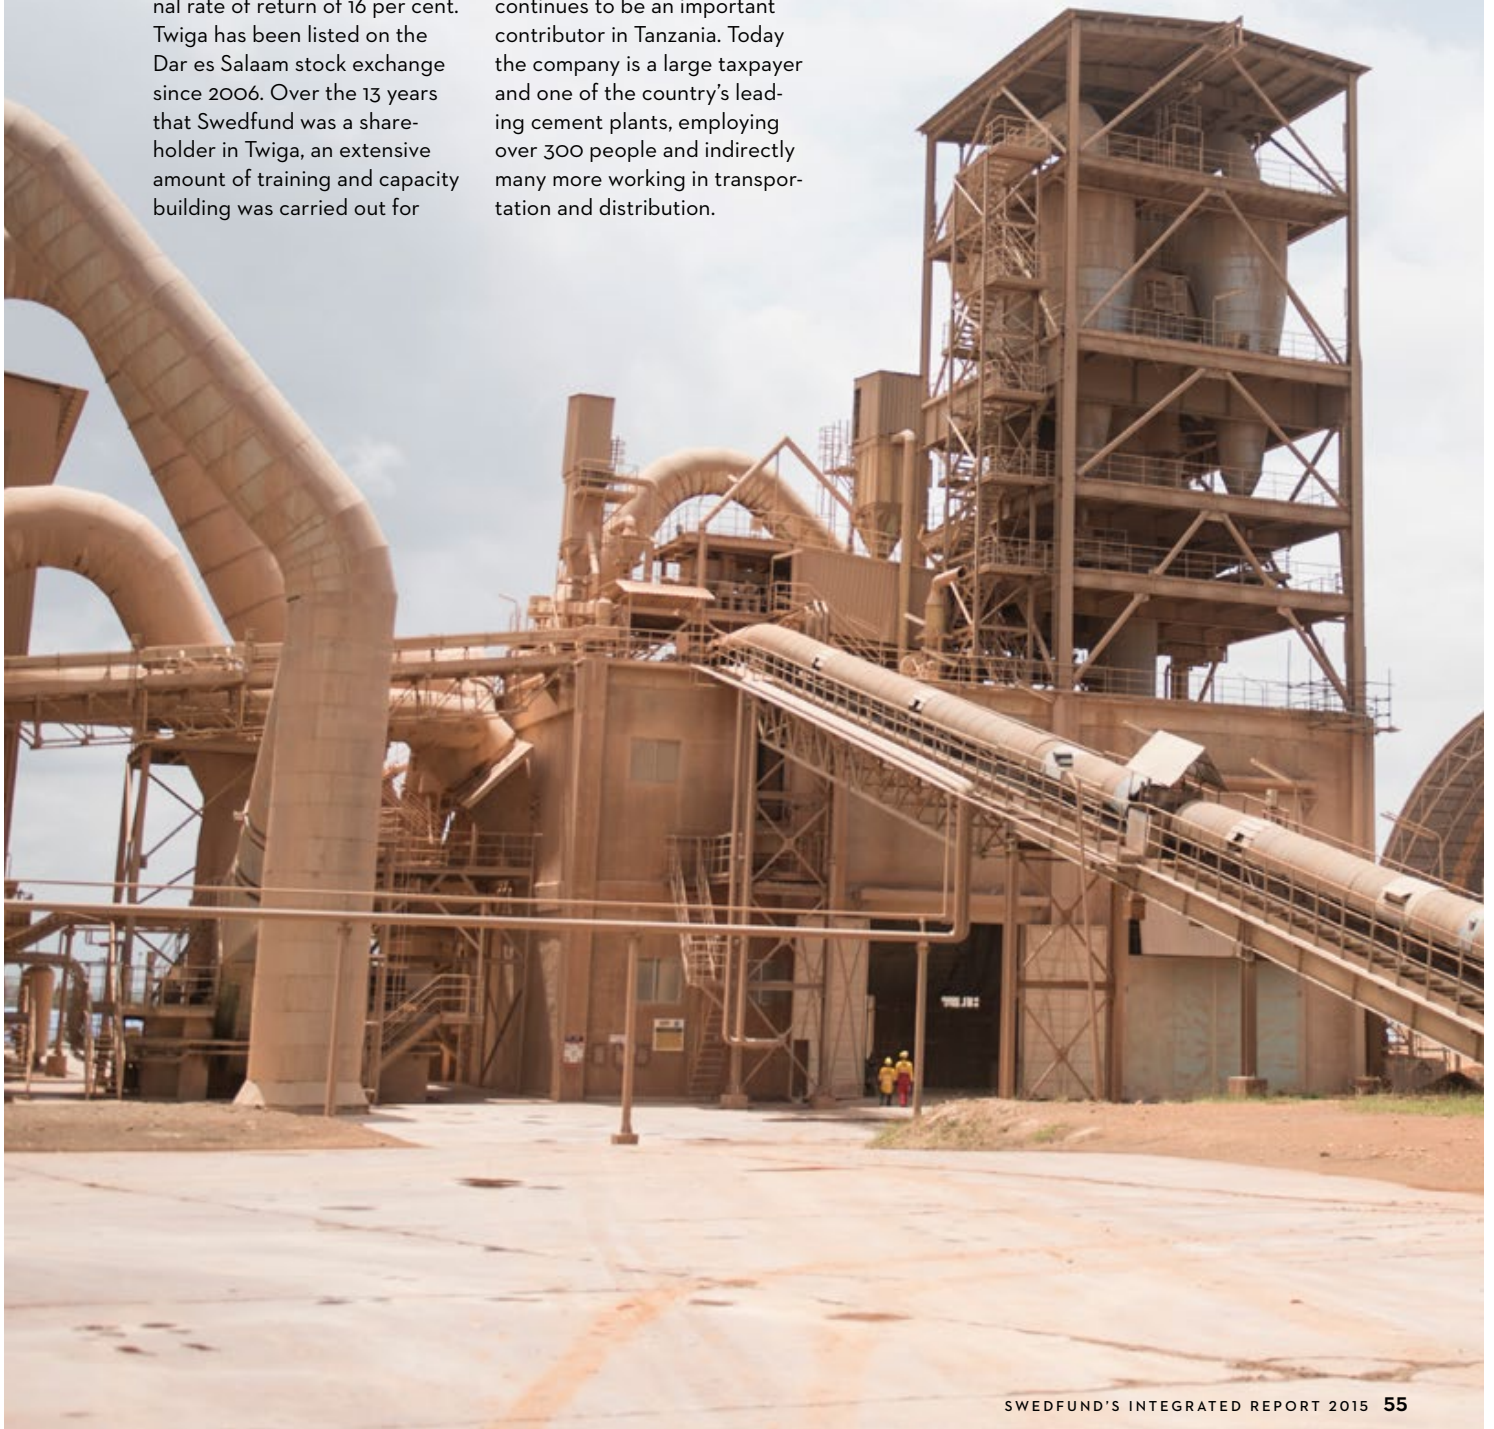 nal rate of return of 16 per cent.
Twiga has been listed on the
Dar es Salaam stock exchange
since 2006. Over the 13 years
that Swedfund was a share-
holder in Twiga, an extensive
amount of training and capacity
building was carried out for
continues to be an important
contributor in Tanzania. Today
the company is a large taxpayer
and one of the country's lead-
ing cement plants, employing
over 300 people and indirectly
many more working in transpor-
tation and distribution.
SWEDFUND'S INTEGRATED REPORT 2015 55